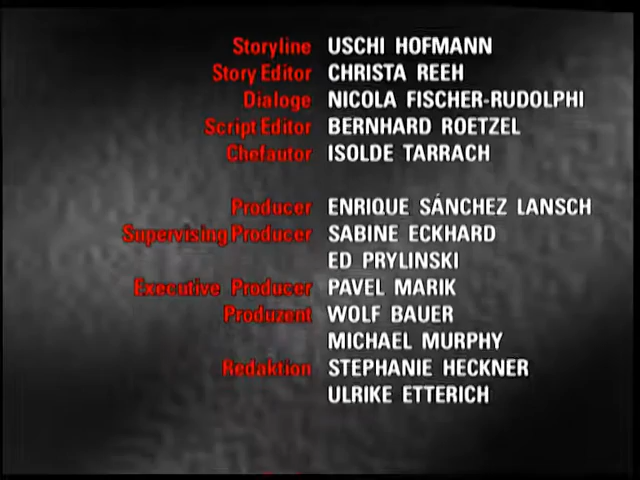 Storyline USCHI HOFMANN
Story Editor CHRISTA REEH
Dialoge NICOLA FISCHER-RUDOLPHI
Script Editor BERNHARD ROETZEL
Chefautor ISOLDE TARRACH
Producer ENRIQUE SÁNCHEZ LANSCH
Supervising Producer SABINE ECKHARD
ED PRYLINSKI
Executive Producer PAVEL MARIK
Produzent WOLF BAUER
MICHAEL MURPHY
Redaktion STEPHANIE HECKNER
ULRIKE ETTERICH